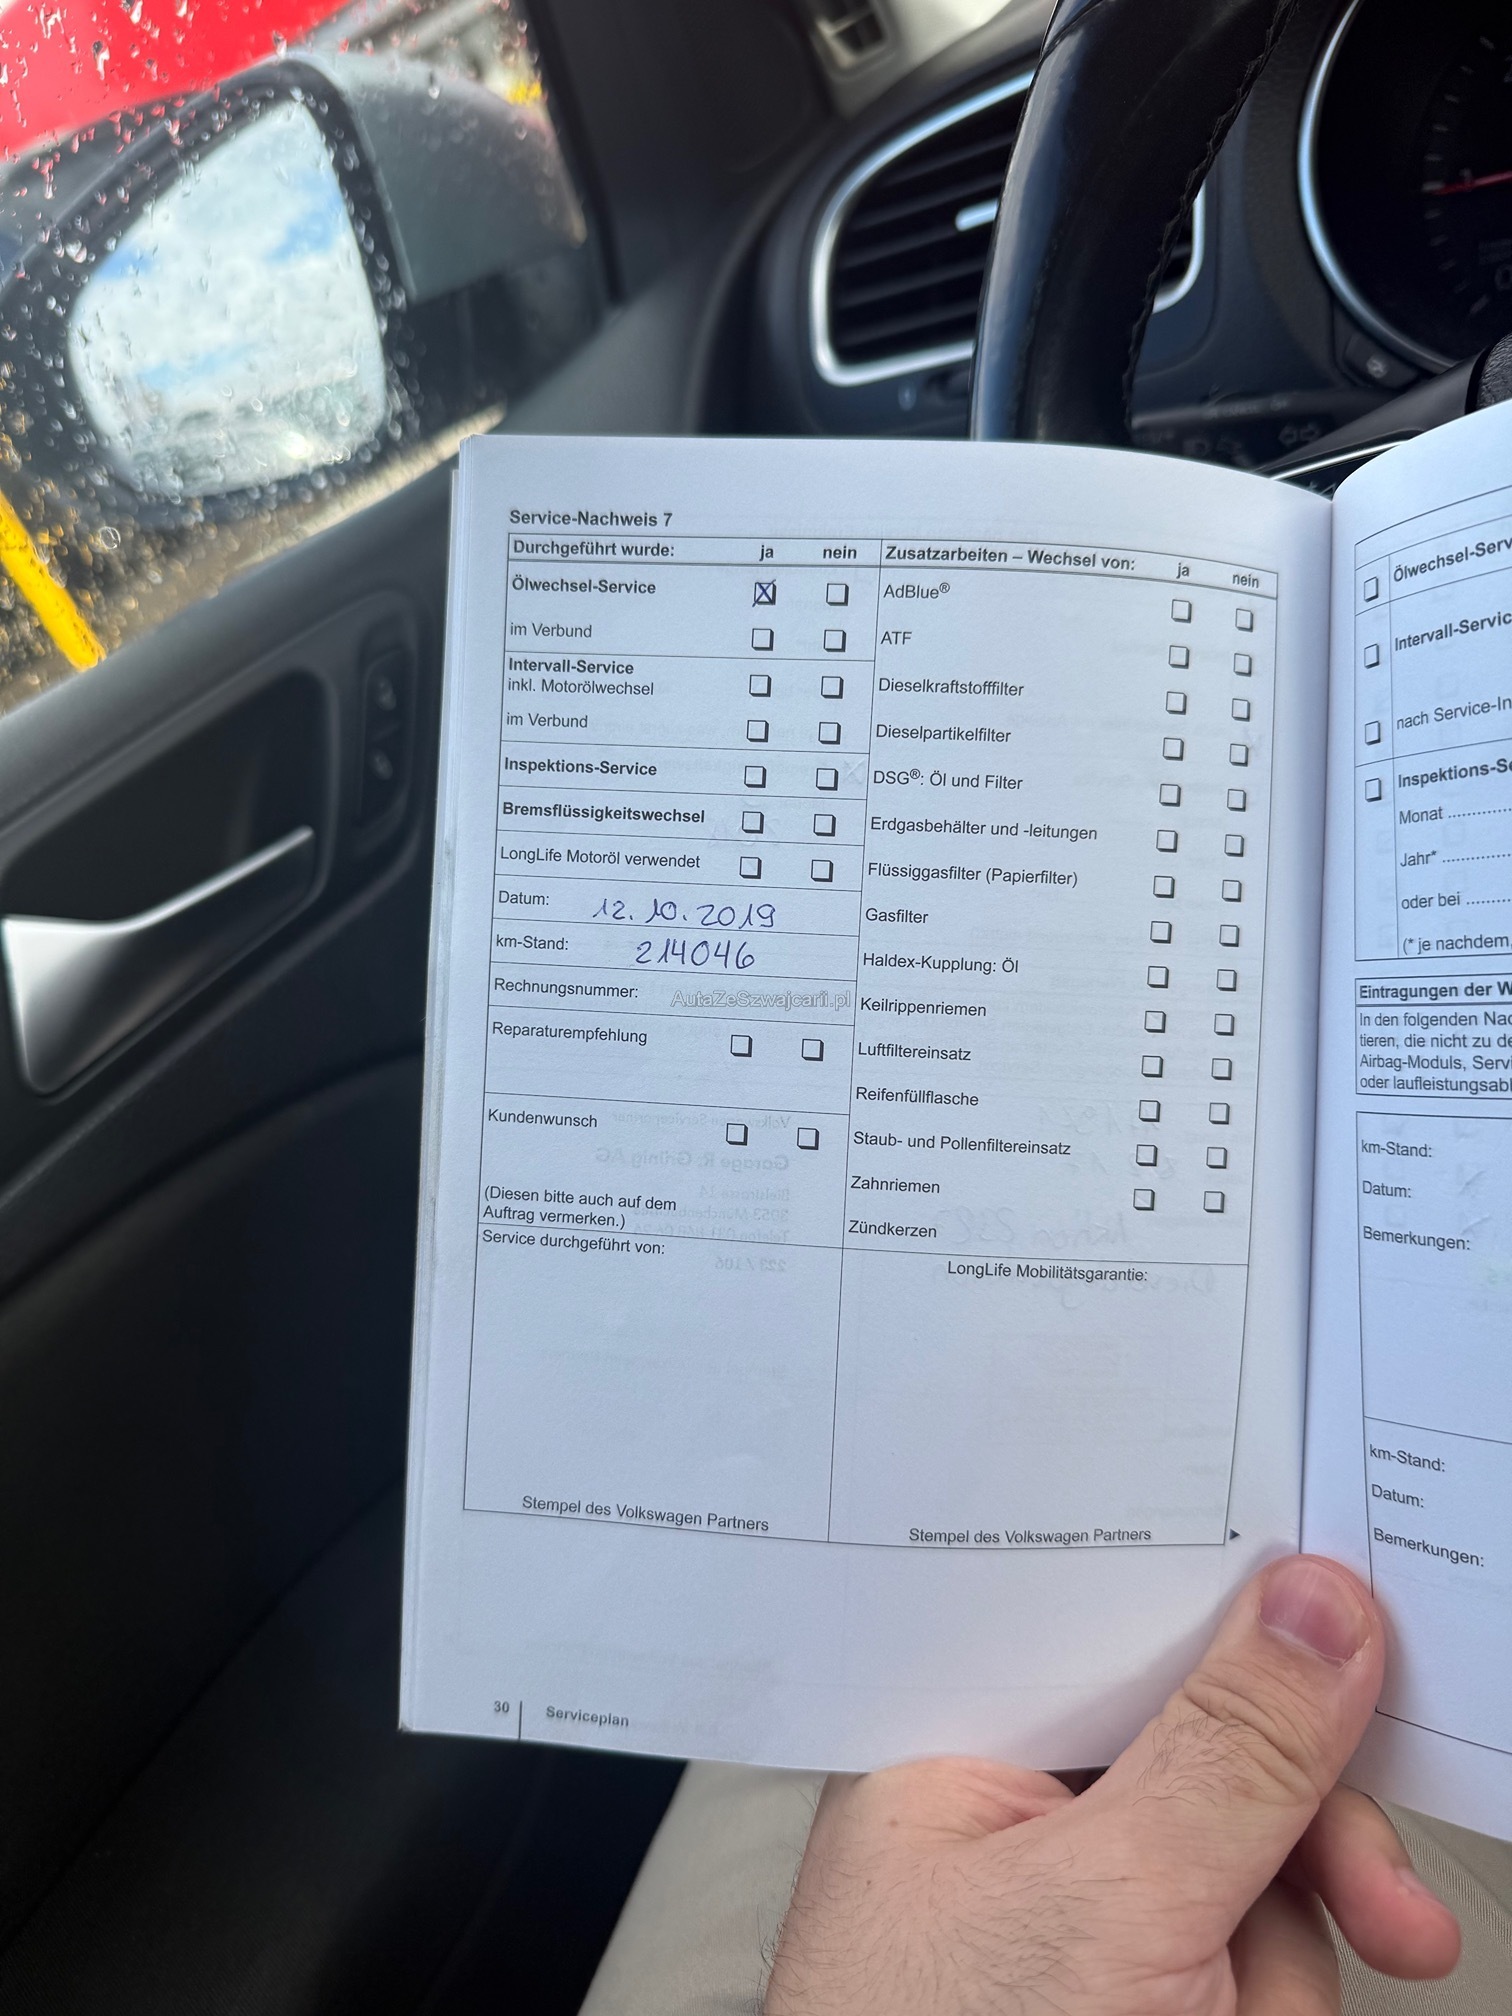 Service-Nachweis 7
Durchgeführt wurde: ja nein
Ölwechsel-Service
im Verbund
Intervall-Service
inkl. Motorölwechsel
im Verbund
Inspektions-Service
Bremsflüssigkeitswechsel
LongLife Motoröl verwendet
Datum: 12.10.2019
km-Stand: 214046
Rechnungsnummer:
AutaZeSzwajcarii.pl
Reparaturempfehlung
Kundenwunsch
(Diesen bitte auch auf dem
Auftrag vermerken.)
Service durchgeführt von:
Stempel des Volkswagen Partners
Zusatzarbeiten – Wechsel von: ja nein
AdBlue®
ATF
Dieselkraftstofffilter
Dieselpartikelfilter
DSG®: Öl und Filter
Erdgasbehälter und -leitungen
Flüssiggasfilter (Papierfilter)
Gasfilter
Haldex-Kupplung: Öl
Keilrippenriemen
Luftfiltereinsatz
Reifenfüllflasche
Staub- und Pollenfiltereinsatz
Zahnriemen
Zündkerzen
LongLife Mobilitätsgarantie:
Stempel des Volkswagen Partners
30 Serviceplan
Ölwechsel-Serv
Intervall-Servic
nach Service-In
Inspektions-Se
Monat
Jahr*
oder bei
(* je nachdem,
Eintragungen der W
In den folgenden Nac
tieren, die nicht zu de
Airbag-Moduls, Servi
oder laufleistungsabl
km-Stand:
Datum:
Bemerkungen:
km-Stand:
Datum:
Bemerkungen: